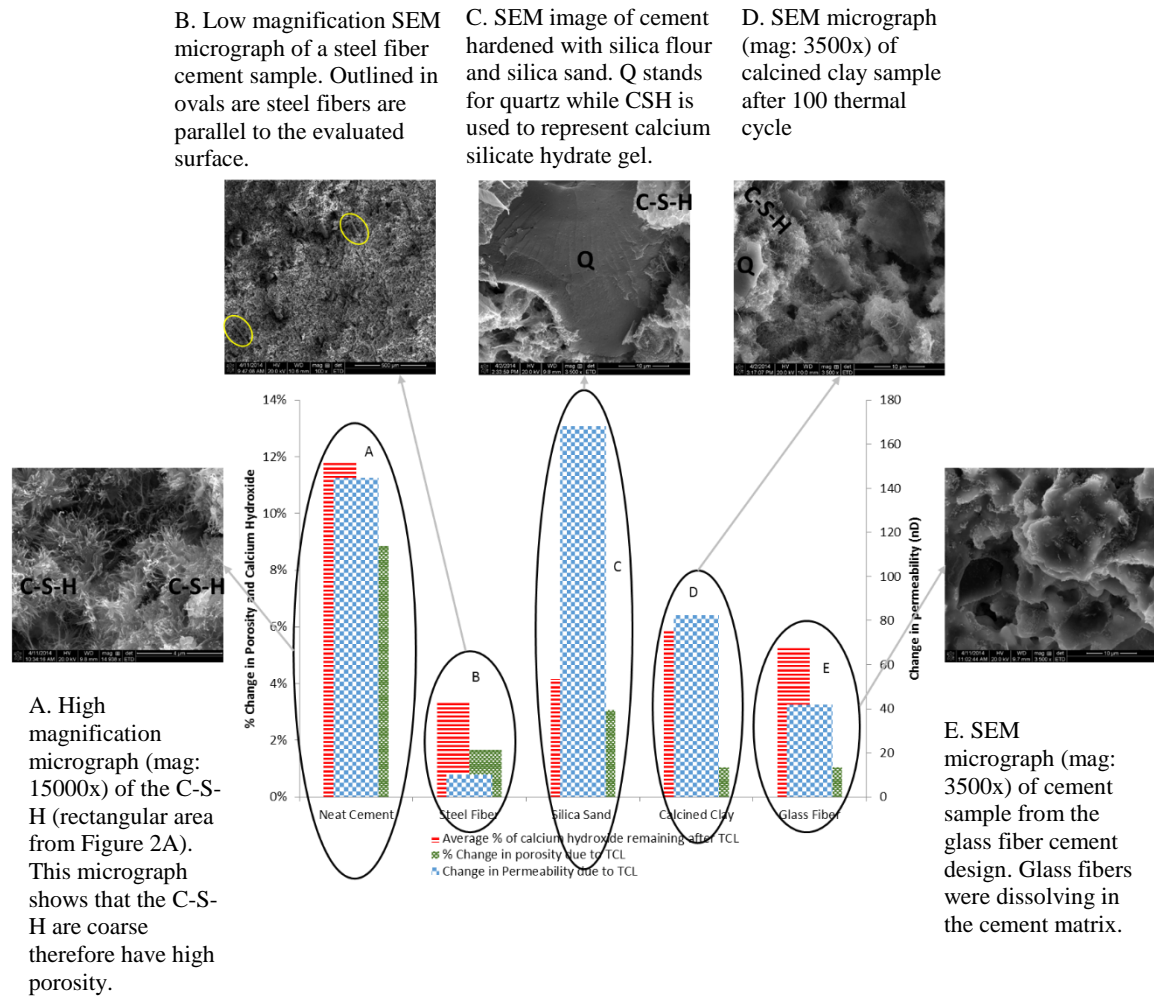 B. Low magnification SEM
micrograph of a steel fiber
cement sample. Outlined in
ovals are steel fibers are
parallel to the evaluated
surface.
C. SEM image of cement
hardened with silica flour
and silica sand. Q stands
for quartz while CSH is
used to represent calcium
silicate hydrate gel.
D. SEM micrograph
(mag: 3500x) of
calcined clay sample
after 100 thermal
cycle
C-S-H
Q
C-S-H
Q
C-S-H
C-S-H
A. High
magnification
micrograph (mag:
15000x) of the C-S-
H (rectangular area
from Figure 2A).
This micrograph
shows that the C-S-
H are coarse
therefore have high
porosity.
% Change in Porosity and Calcium Hydroxide
14%
12%
10%
8%
6%
4%
2%
0%
A
B
C
D
E
180
160
140
120
100
80
60
40
20
0
Change in permeability (nD)
Neat Cement
Steel Fiber
Silica Sand
Calcined Clay
Glass Fiber
Average % of calcium hydroxide remaining after TCL
% Change in porosity due to TCL
Change in Permeability due to TCL
E. SEM
micrograph (mag:
3500x) of cement
sample from the
glass fiber cement
design. Glass fibers
were dissolving in
the cement matrix.